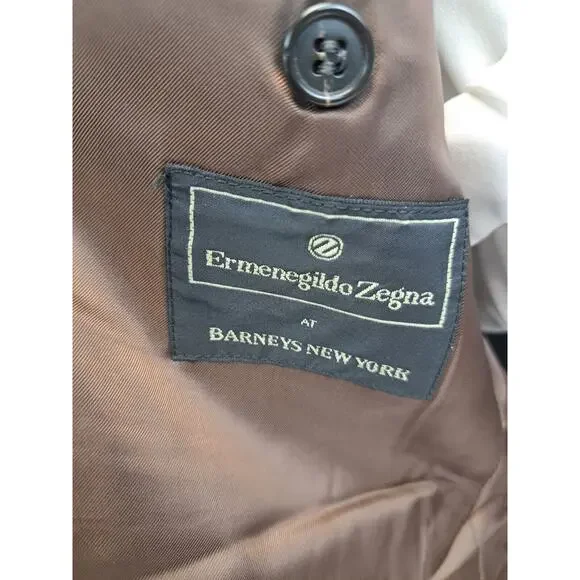 Ermenegildo Zegna
AT
BARNEYS NEW YORK